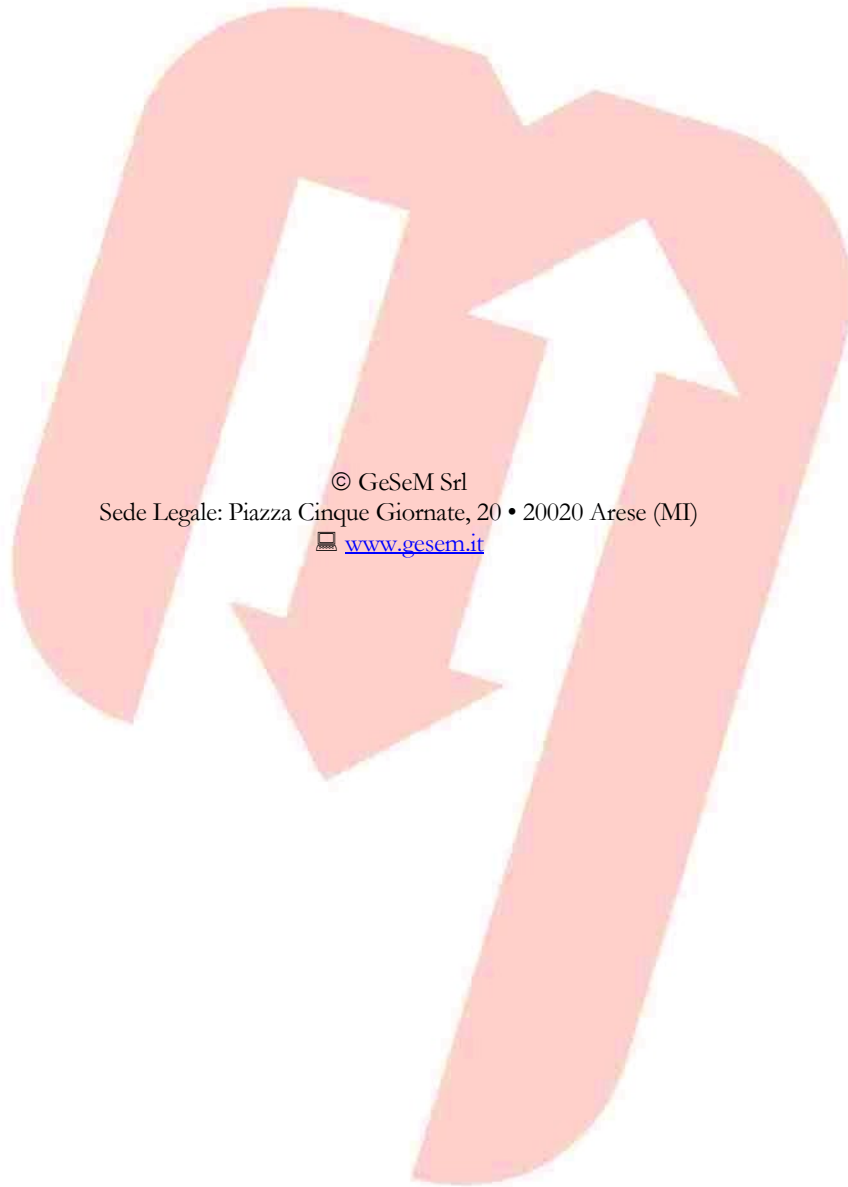 © GeSeM Srl
Sede Legale: Piazza Cinque Giornate, 20 • 20020 Arese (MI)
💻 www.gesem.it